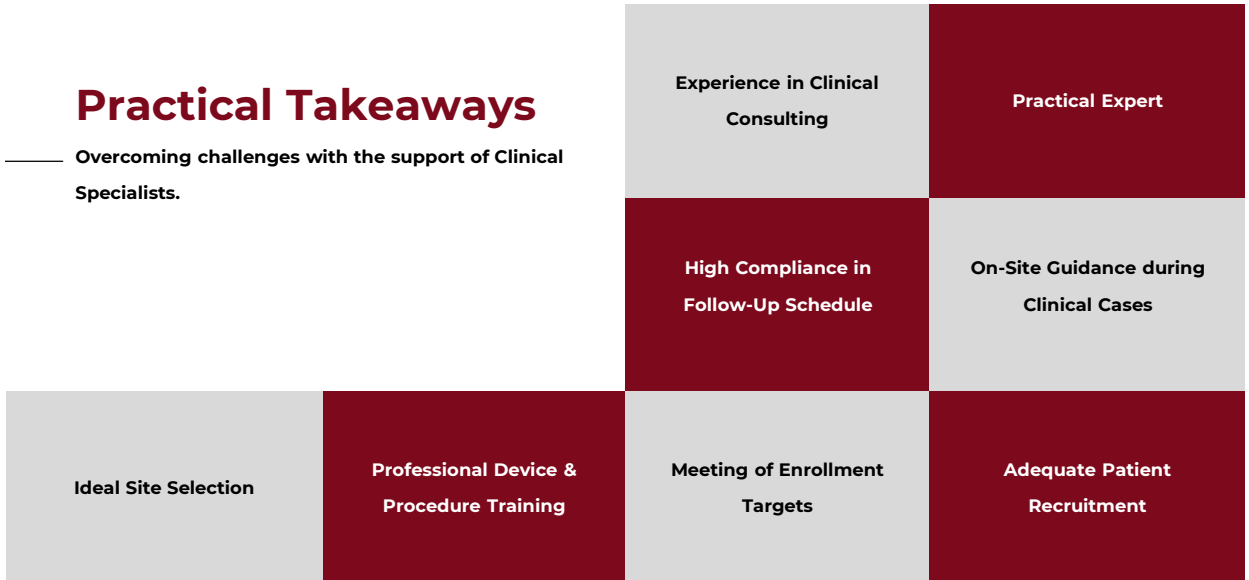 Practical Takeaways
Overcoming challenges with the support of Clinical
Specialists.
Experience in Clinical
Consulting
Practical Expert
High Compliance in
Follow-Up Schedule
On-Site Guidance during
Clinical Cases
Ideal Site Selection
Professional Device &
Procedure Training
Meeting of Enrollment
Targets
Adequate Patient
Recruitment